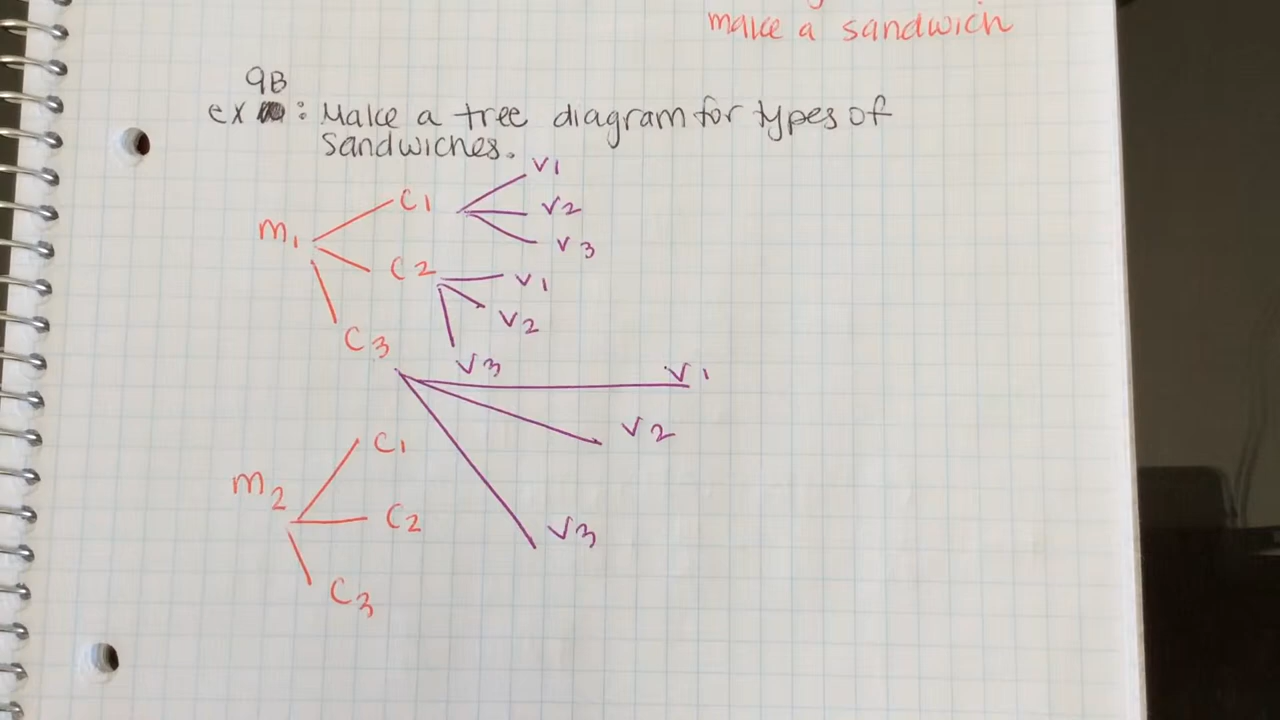 make a sandwich
9B
ex : Make a tree diagram for types of
sandwiches.
V1
C1
V2
M1
V3
C2
V1
V2
C3
V3
V1
V2
C1
M2
C2
V3
C3